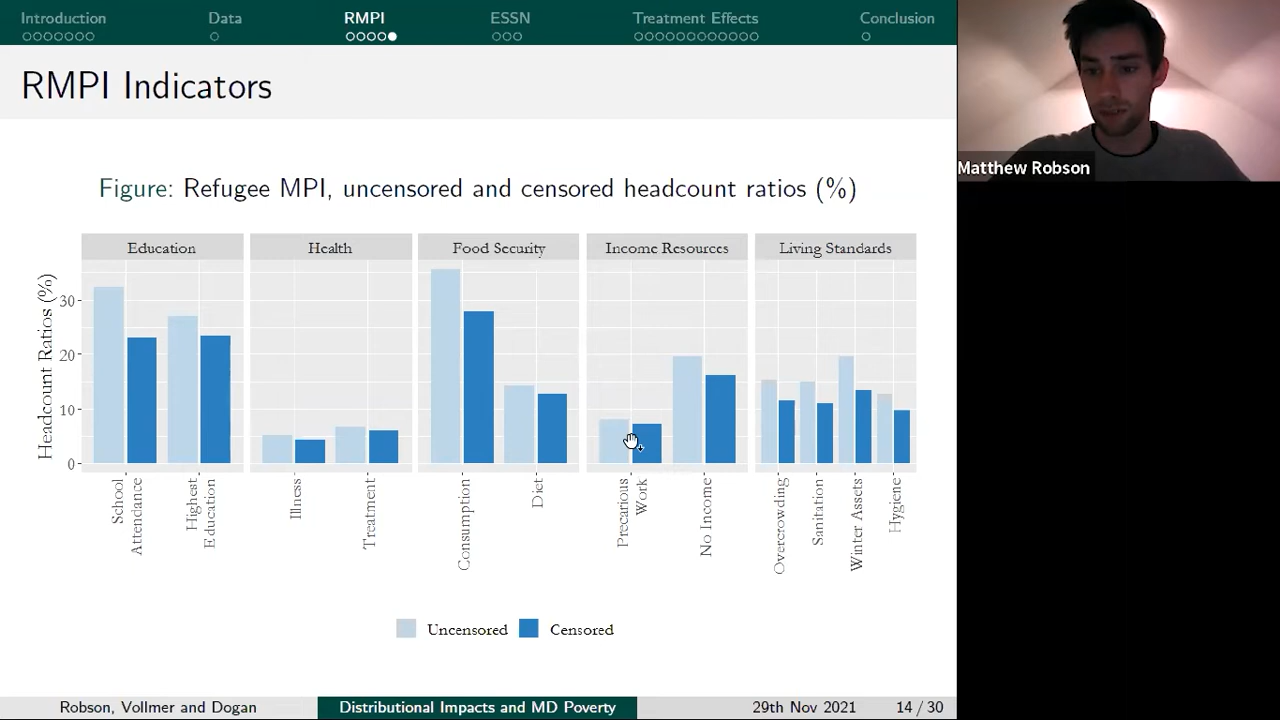 Introduction Data RMPI ESSN Treatment Effects Conclusion
RMPI Indicators
Matthew Robson
Figure: Refugee MPI, uncensored and censored headcount ratios (%)
Education Health Food Security Income Resources Living Standards
Headcount Ratios (%)
30
20
10
0
School Attendance
Highest Education
Illness
Treatment
Consumption
Diet
Precarious Work
No Income
Overcrowding
Sanitation
Winter Assets
Hygiene
Uncensored Censored
Robson, Vollmer and Dogan Distributional Impacts and MD Poverty 29th Nov 2021 14 / 30